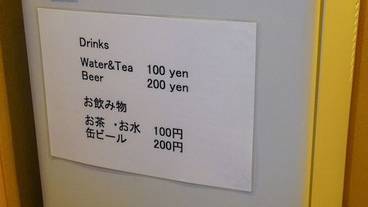 Drinks
Water&Tea 100 yen
Beer 200 yen
お飲み物
お茶 ・お水 100円
缶ビール 200円